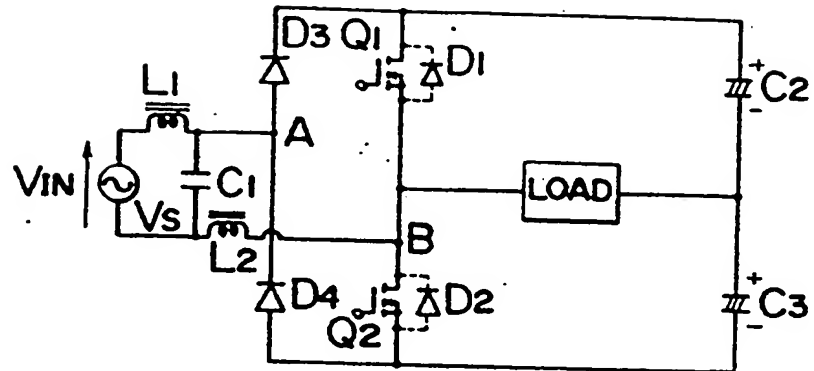 D3 Q1
D1
L1
+
C2
-
A
VIN
C1
LOAD
VS
B
L2
+
D4
D2
C3
Q2
-